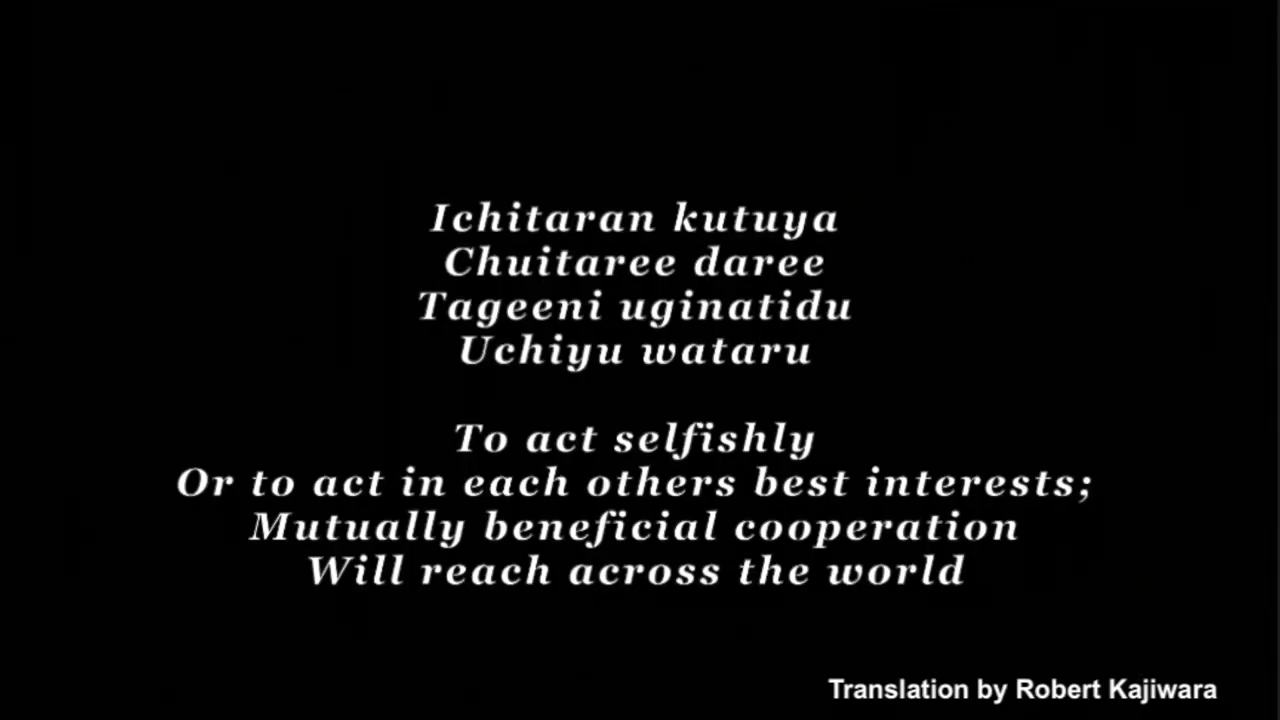 Ichitaran kutuya
Chuitaree daree
Tageeni uginatidu
Uchiyu wataru
To act selfishly
Or to act in each others best interests;
Mutually beneficial cooperation
Will reach across the world
Translation by Robert Kajiwara